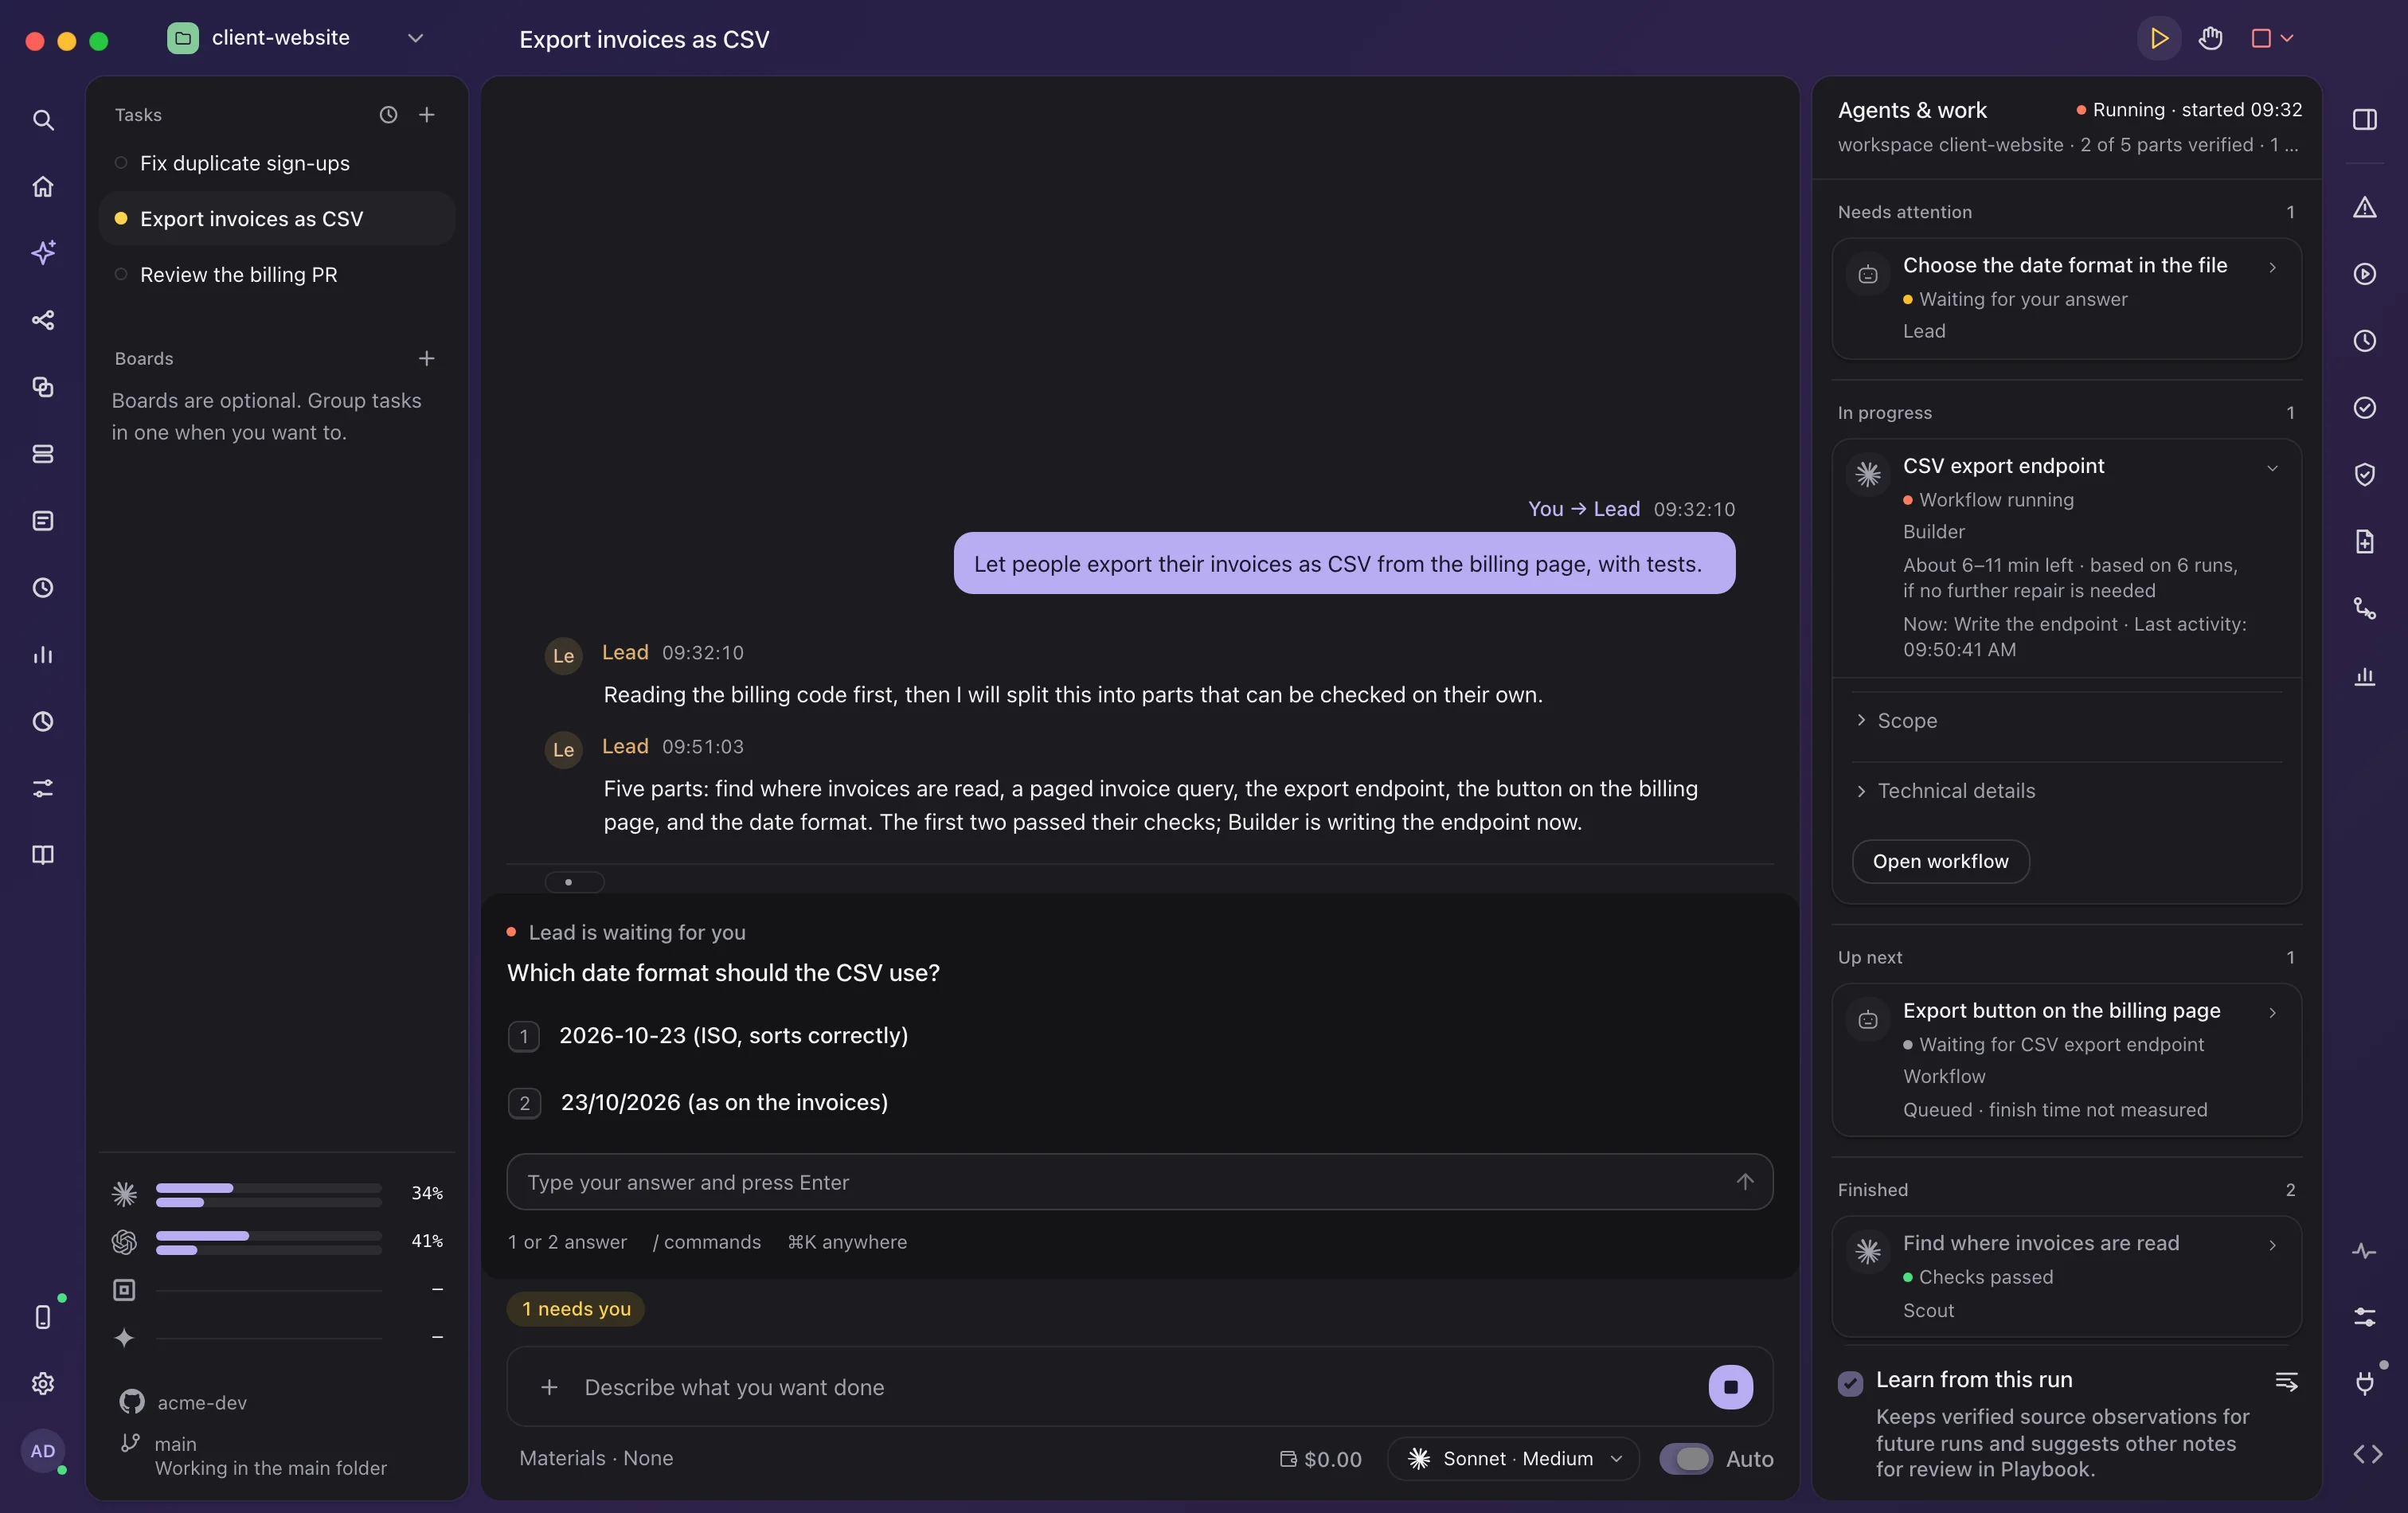 client-website
Export invoices as CSV
Tasks
Fix duplicate sign-ups
Export invoices as CSV
Review the billing PR
Boards
Boards are optional. Group tasks
in one when you want to.
34%
41%
–
–
acme-dev
main
Working in the main folder
AD
You → Lead 09:32:10
Let people export their invoices as CSV from the billing page, with tests.
Le Lead 09:32:10
Reading the billing code first, then I will split this into parts that can be checked on their own.
Le Lead 09:51:03
Five parts: find where invoices are read, a paged invoice query, the export endpoint, the button on the billing
page, and the date format. The first two passed their checks; Builder is writing the endpoint now.
Lead is waiting for you
Which date format should the CSV use?
1 2026-10-23 (ISO, sorts correctly)
2 23/10/2026 (as on the invoices)
Type your answer and press Enter
1 or 2 answer / commands ⌘K anywhere
1 needs you
Describe what you want done
Materials · None
$0.00
Sonnet · Medium
Auto
Agents & work
Running · started 09:32
workspace client-website · 2 of 5 parts verified · 1 ...
Needs attention 1
Choose the date format in the file
Waiting for your answer
Lead
In progress 1
CSV export endpoint
Workflow running
Builder
About 6–11 min left · based on 6 runs,
if no further repair is needed
Now: Write the endpoint · Last activity:
09:50:41 AM
Scope
Technical details
Open workflow
Up next 1
Export button on the billing page
Waiting for CSV export endpoint
Workflow
Queued · finish time not measured
Finished 2
Find where invoices are read
Checks passed
Scout
Learn from this run
Keeps verified source observations for
future runs and suggests other notes
for review in Playbook.